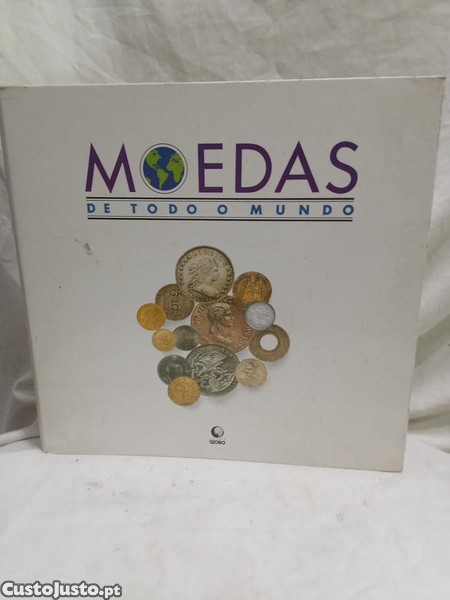 MOEDAS
DE TODO O MUNDO
GLOBO
CustoJusto.pt